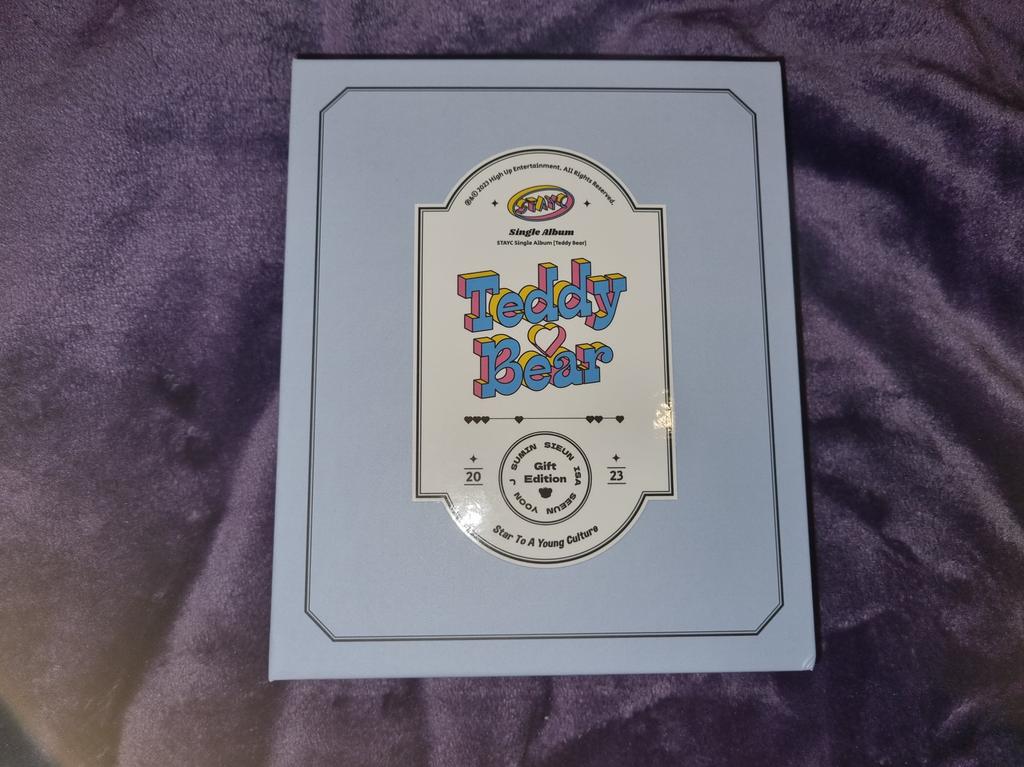 ℗&© 2023 High Up Entertainment. All Rights Reserved.
STAYC
Single Album
STAYC Single Album [Teddy Bear]
Teddy
Bear
20
SUMIN SIEUN ISA SEEUN YOON J
Gift
Edition
23
Star To A Young Culture